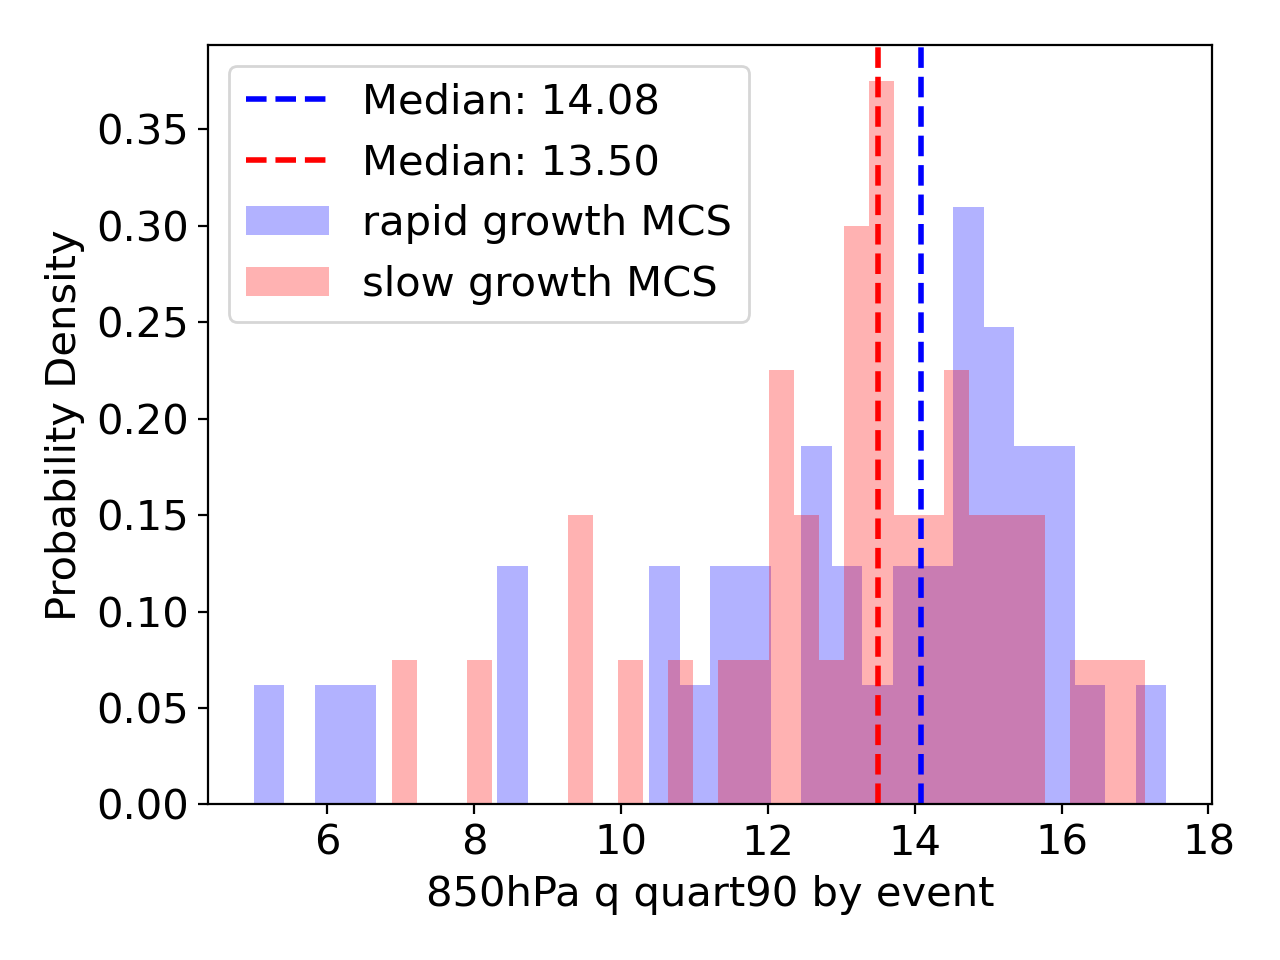 Median: 14.08
Median: 13.50
rapid growth MCS
slow growth MCS
0.35
0.30
0.25
0.20
0.15
0.10
0.05
0.00
Probability Density
6 8 10 12 14 16 18
850hPa q quart90 by event